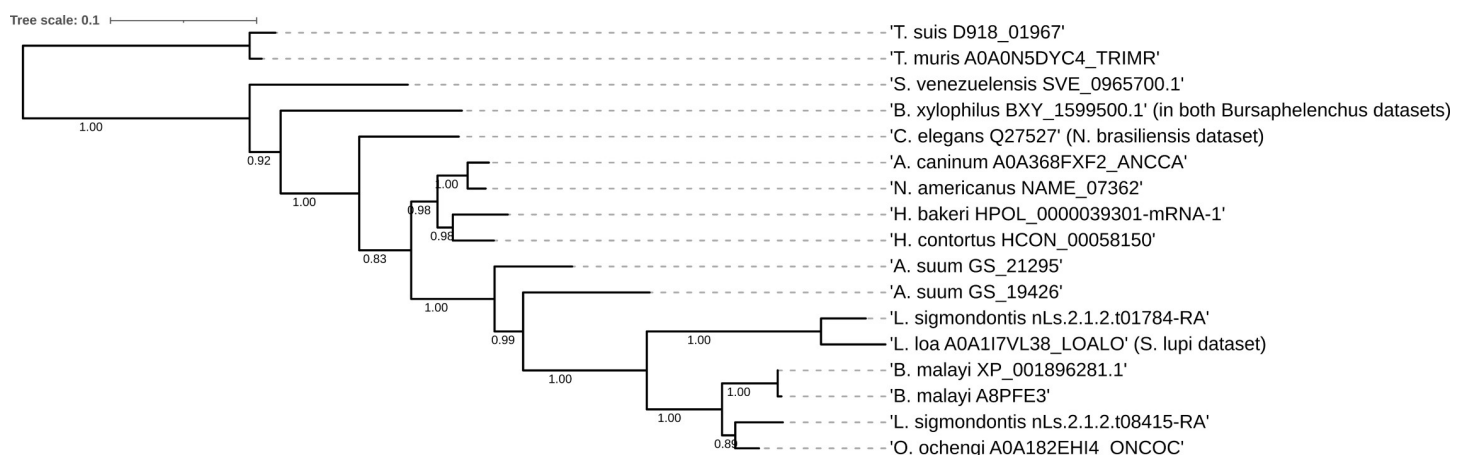 Tree scale: 0.1
'T. suis D918_01967'
'T. muris A0A0N5DYC4_TRIMR'
'S. venezuelensis SVE_0965700.1'
'B. xylophilus BXY_1599500.1' (in both Bursaphelenchus datasets)
1.00
'C. elegans Q27527' (N. brasiliensis dataset)
0.92
'A. caninum A0A368FXF2_ANCCA'
1.00
'N. americanus NAME_07362'
1.00
0.98
'H. bakeri HPOL_0000039301-mRNA-1'
0.98
'H. contortus HCON_00058150'
0.83
'A. suum GS_21295'
'A. suum GS_19426'
1.00
'L. sigmondontis nLs.2.1.2.t01784-RA'
0.99
1.00
'L. loa A0A1I7VL38_LOALO' (S. lupi dataset)
'B. malayi XP_001896281.1'
1.00
1.00
'B. malayi A8PFE3'
1.00
'L. sigmondontis nLs.2.1.2.t08415-RA'
0.89
'O. ochengi A0A182EHI4_ONCOC'